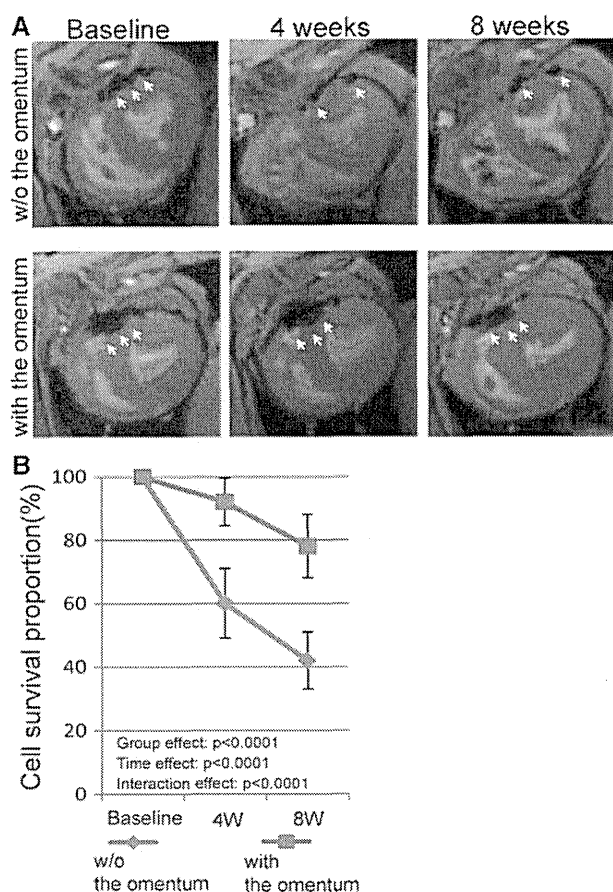 A
Baseline
4 weeks
8 weeks
w/o the omentum
with the omentum
B
Cell survival proportion(%)
100
80
60
40
20
0
Group effect: p<0.0001
Time effect: p<0.0001
Interaction effect: p<0.0001
Baseline
4W
8W
w/o
the omentum
with
the omentum